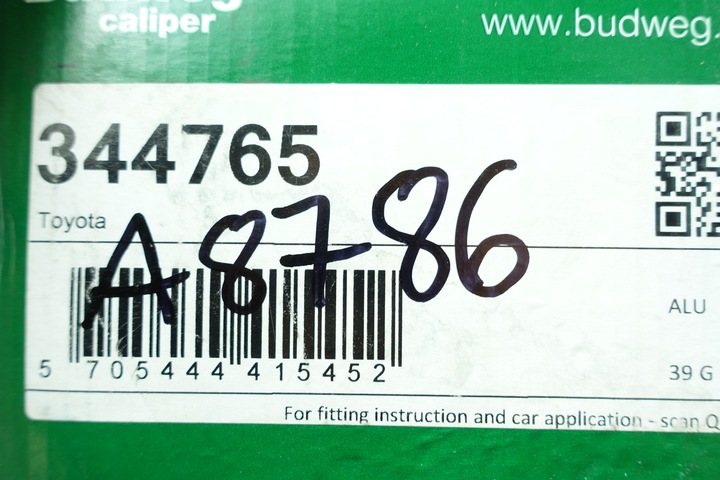 caliper
www.budweg.
344765
Toyota
A8786
ALU
5 705444 415452
39 G
For fitting instruction and car application - scan Q